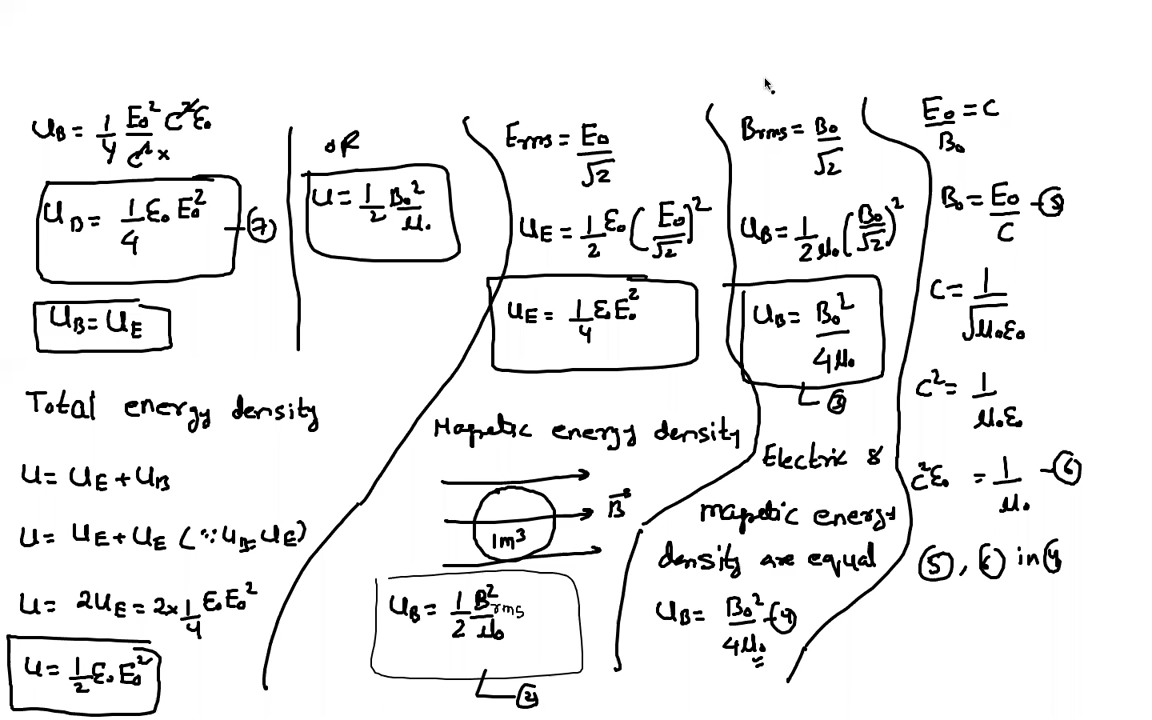 U_B = 1/4 E₀²/C² × C²ε₀
U_B = 1/4 ε₀ E₀² –⑦
U_B = U_E
Total energy density
U = U_E + U_B
U = U_E + U_E (∵ U_B = U_E)
U = 2U_E = 2×1/4 ε₀E₀²
U = 1/2 ε₀ E₀²
OR
U = 1/2 B₀²/μ₀
E_rms = E₀/√2
U_E = 1/2 ε₀ (E₀/√2)²
U_E = 1/4 ε₀E₀²
Magnetic energy density
B⃗
1m³
U_B = 1/2 B²_rms/μ₀
②
B_rms = B₀/√2
U_B = 1/2μ₀ (B₀/√2)²
U_B = B₀²/4μ₀
③
Electric &
magnetic energy
density are equal
U_B = B₀²/4μ₀ –④
E₀/B₀ = C
B₀ = E₀/C –⑤
C = 1/√μ₀ε₀
C² = 1/μ₀ε₀
C²ε₀ = 1/μ₀ –⑥
⑤, ⑥ in ④